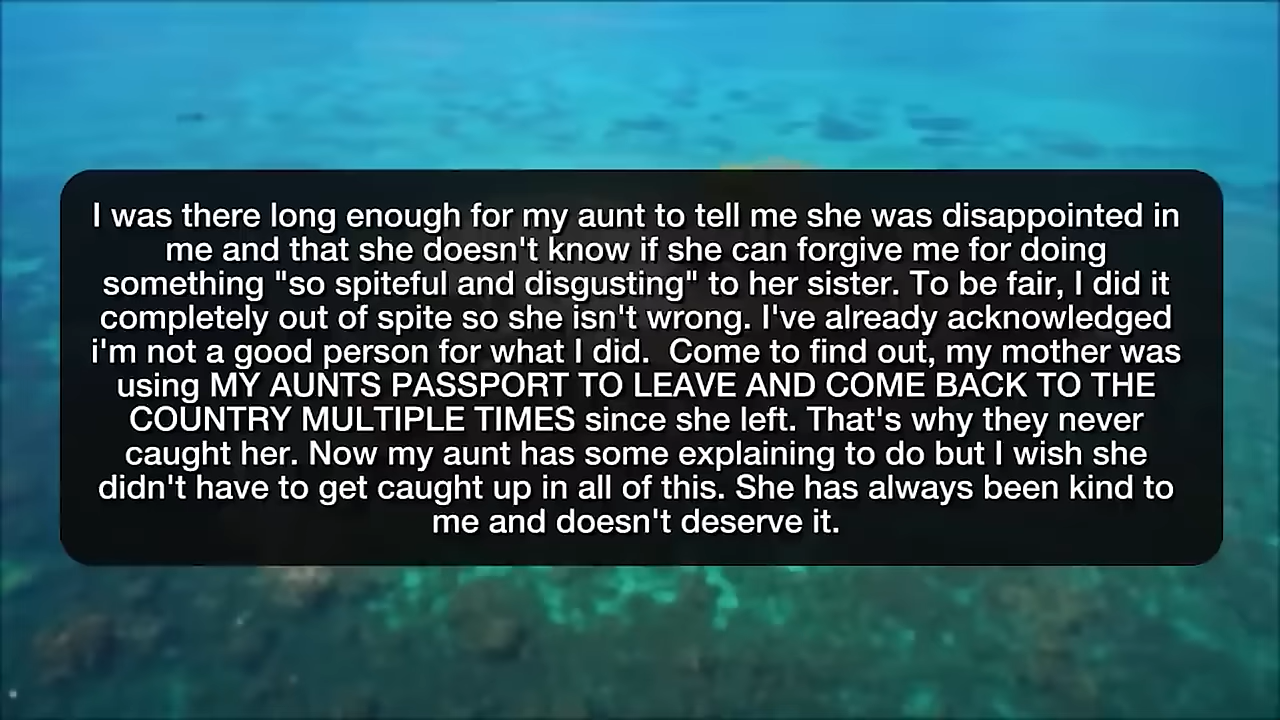 I was there long enough for my aunt to tell me she was disappointed in
me and that she doesn't know if she can forgive me for doing
something "so spiteful and disgusting" to her sister. To be fair, I did it
completely out of spite so she isn't wrong. I've already acknowledged
i'm not a good person for what I did.  Come to find out, my mother was
using MY AUNTS PASSPORT TO LEAVE AND COME BACK TO THE
COUNTRY MULTIPLE TIMES since she left. That's why they never
caught her. Now my aunt has some explaining to do but I wish she
didn't have to get caught up in all of this. She has always been kind to
me and doesn't deserve it.